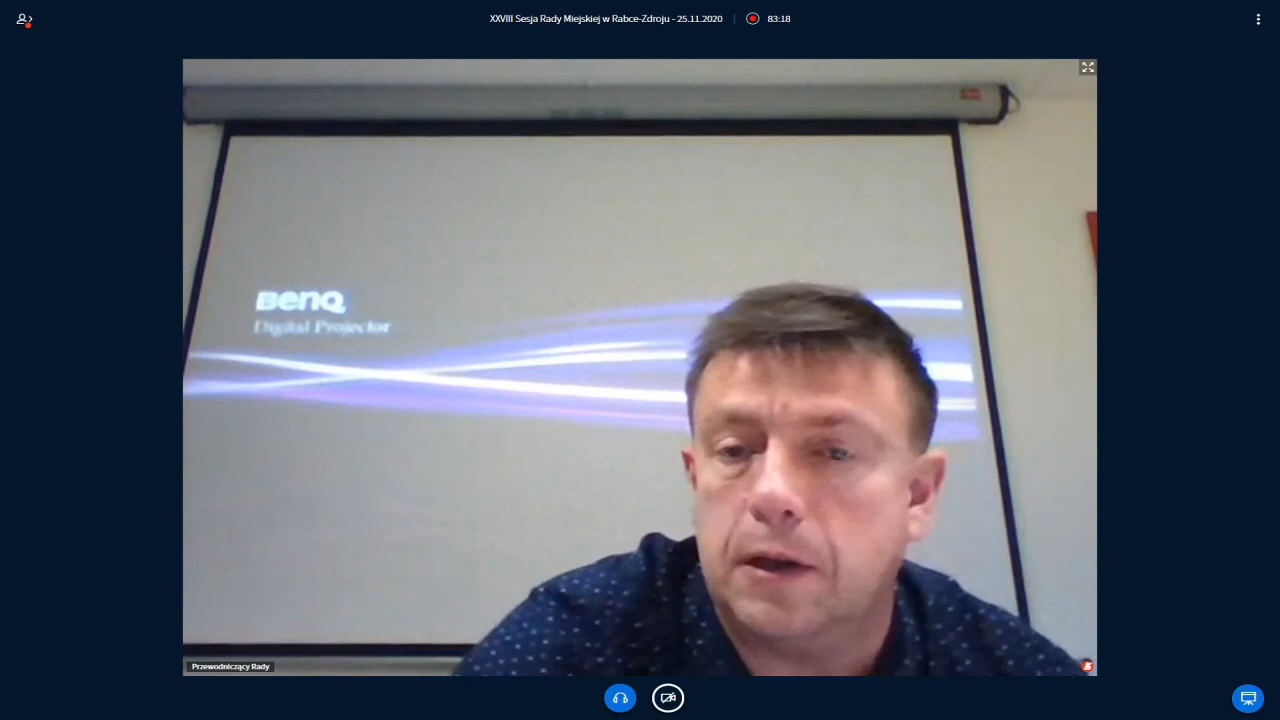 XXVIII Sesja Rady Miejskiej w Rabce-Zdroju - 25.11.2020
83:18
BenQ
Digital Projector
Przewodniczący Rady